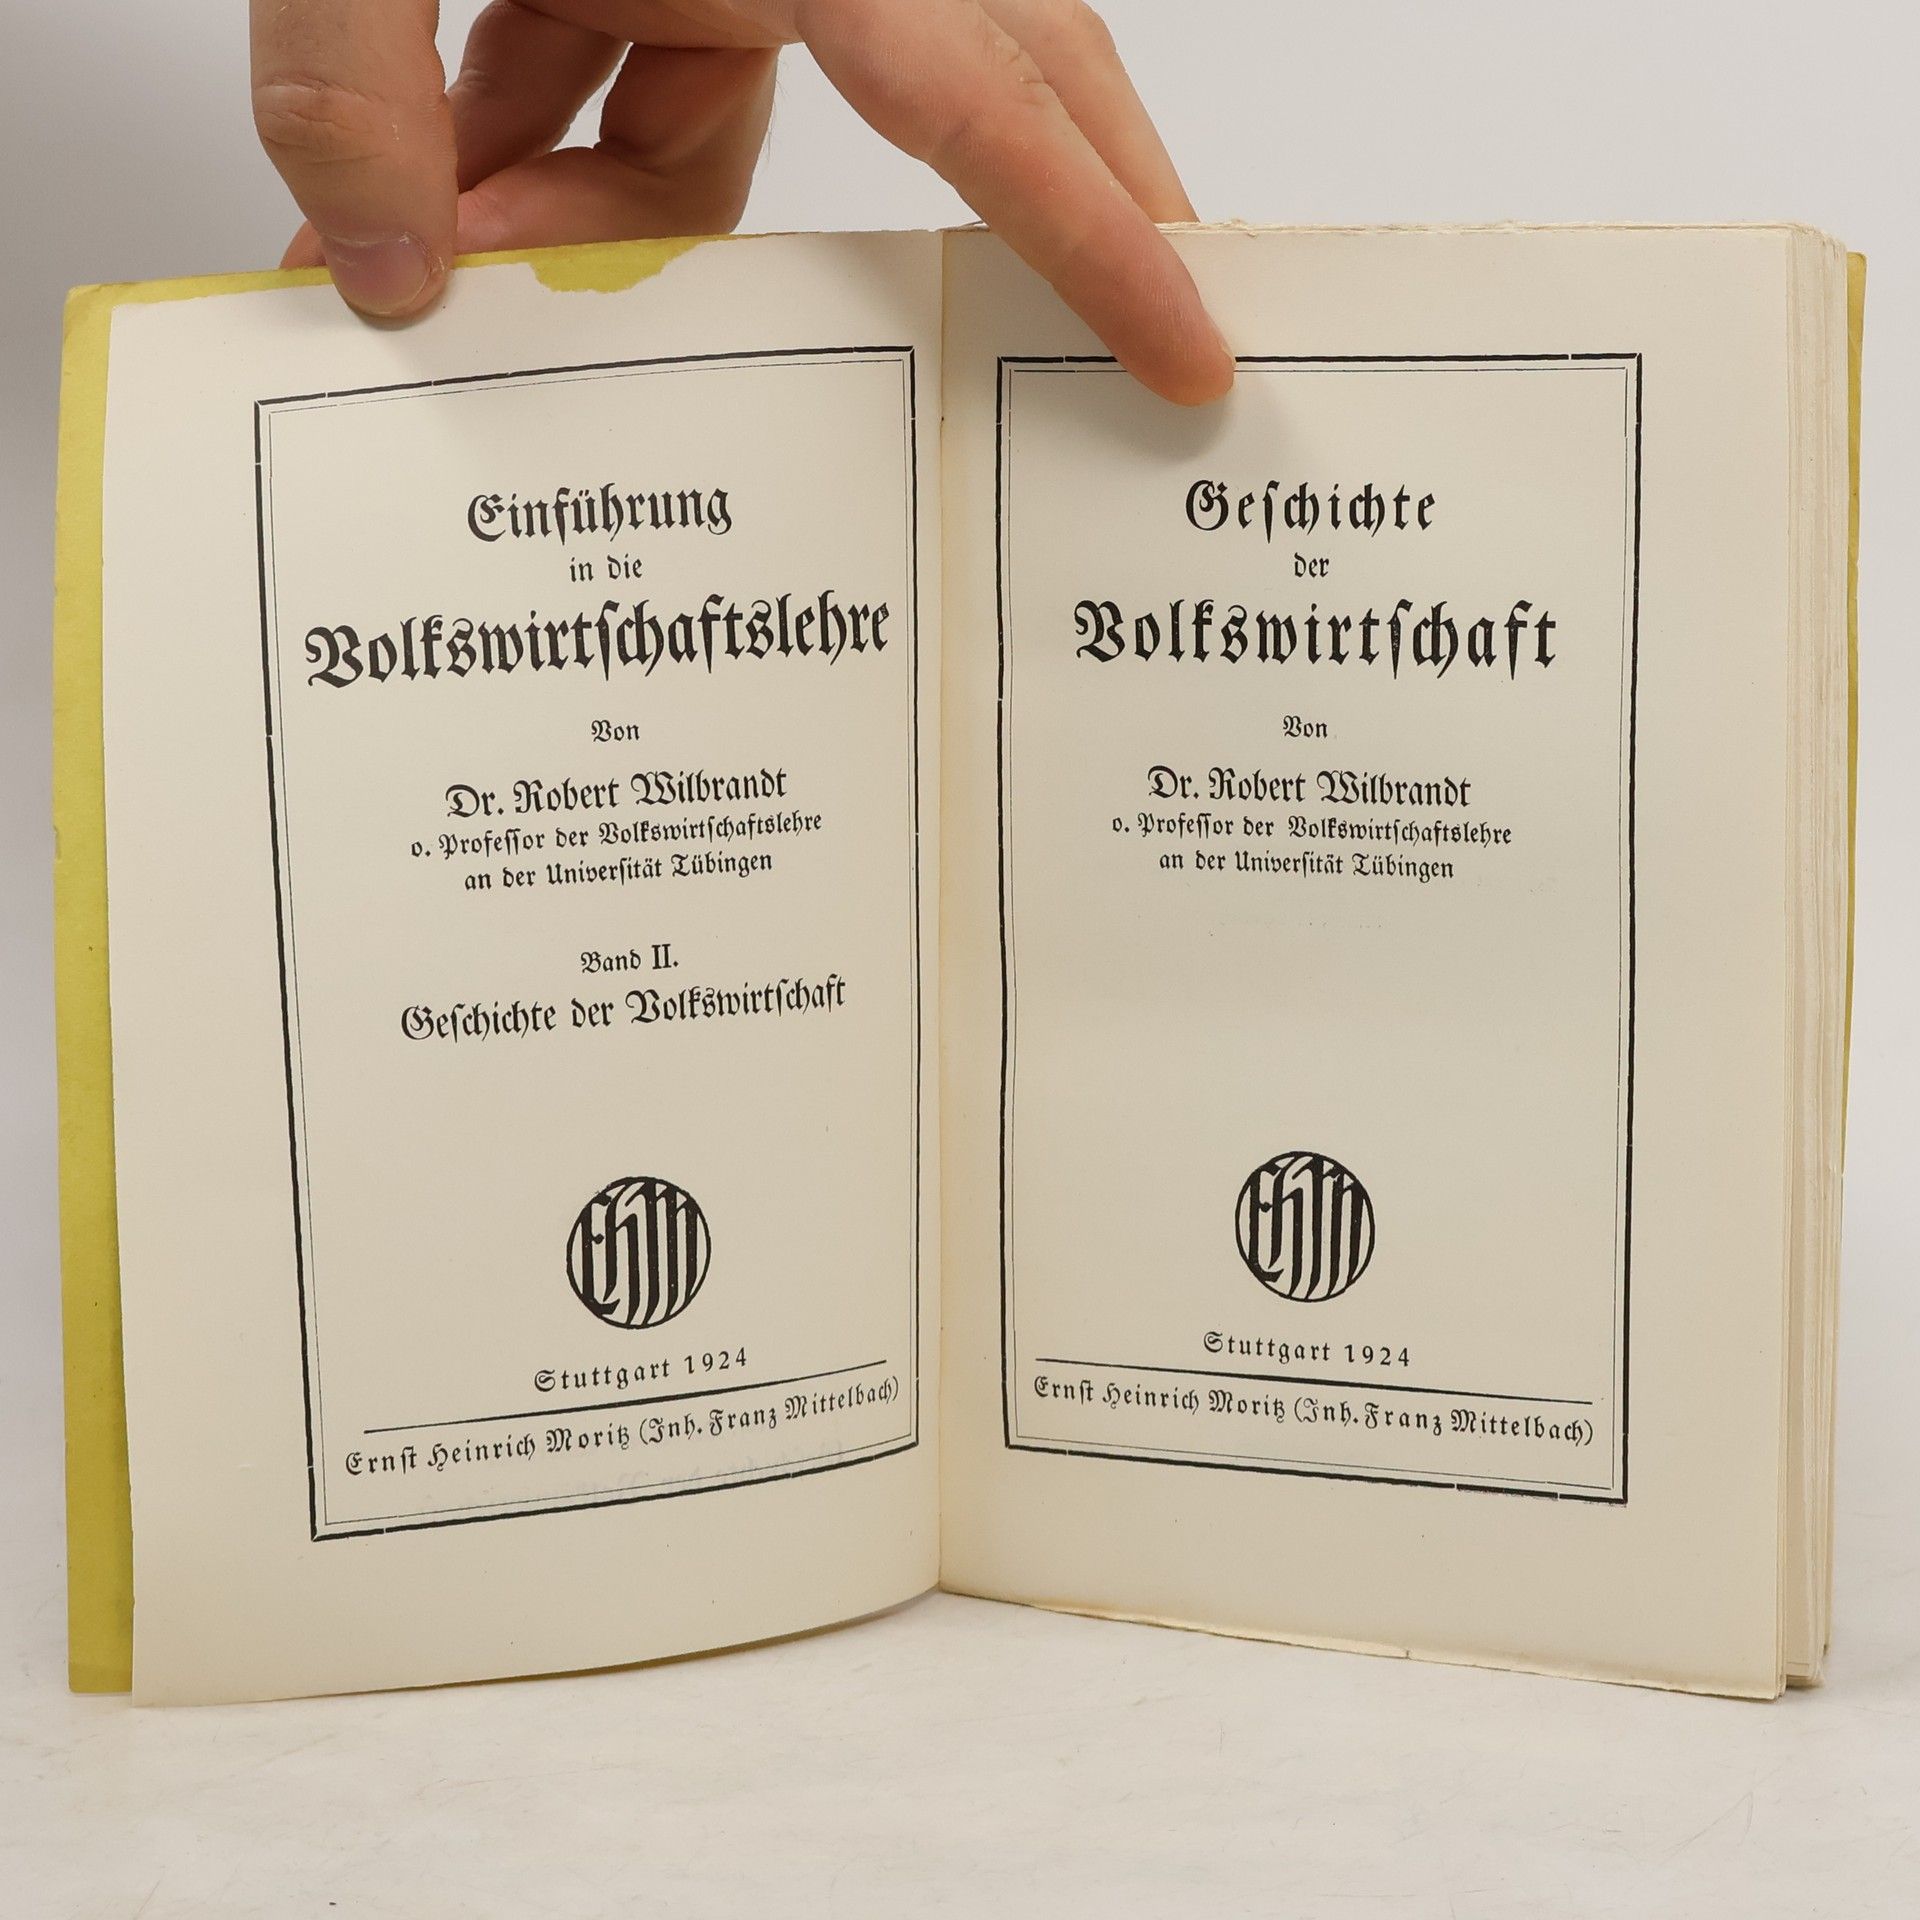 Einführung
in die
Volkswirtſchaftslehre
Von
Dr. Robert Wilbrandt
o. Profeſſor der Volkswirtſchaftslehre
an der Univerſität Tübingen
Band II.
Geſchichte der Volkswirtſchaft
Ehm
Stuttgart 1924
Ernſt Heinrich Moritz (Inh. Franz Mittelbach)
Geſchichte
der
Volkswirtſchaft
Von
Dr. Robert Wilbrandt
o. Profeſſor der Volkswirtſchaftslehre
an der Univerſität Tübingen
Ehm
Stuttgart 1924
Ernſt Heinrich Moritz (Inh. Franz Mittelbach)